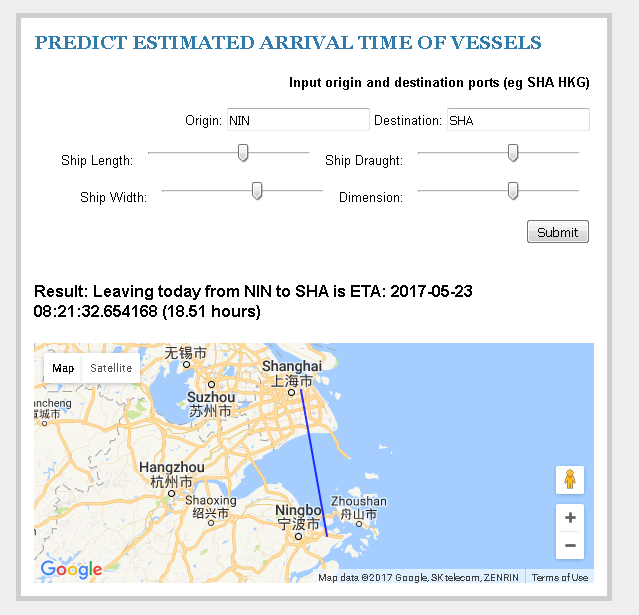 PREDICT ESTIMATED ARRIVAL TIME OF VESSELS
Input origin and destination ports (eg SHA HKG)
Origin: NIN Destination: SHA
Ship Length: Ship Draught:
Ship Width: Dimension:
Submit
Result: Leaving today from NIN to SHA is ETA: 2017-05-23
08:21:32.654168 (18.51 hours)
无锡市
Map Satellite
Shanghai
上海市
Suzhou
苏州市
ancheng
宣城市
Hangzhou
杭州市
Shaoxing
绍兴市
Ningbo
宁波市
Zhoushan
舟山市
+
−
Google
Map data ©2017 Google, SK telecom, ZENRIN Terms of Use